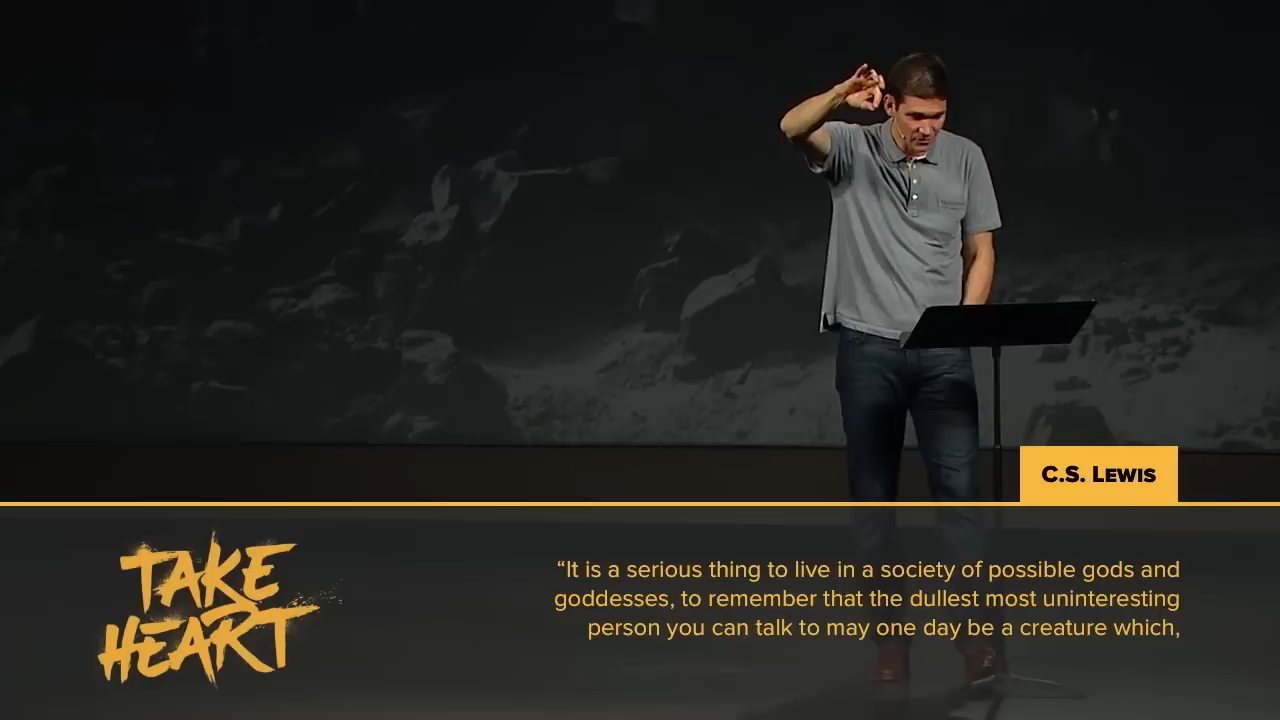 C.S. Lewis
TAKE
HEART
“It is a serious thing to live in a society of possible gods and
goddesses, to remember that the dullest most uninteresting
person you can talk to may one day be a creature which,